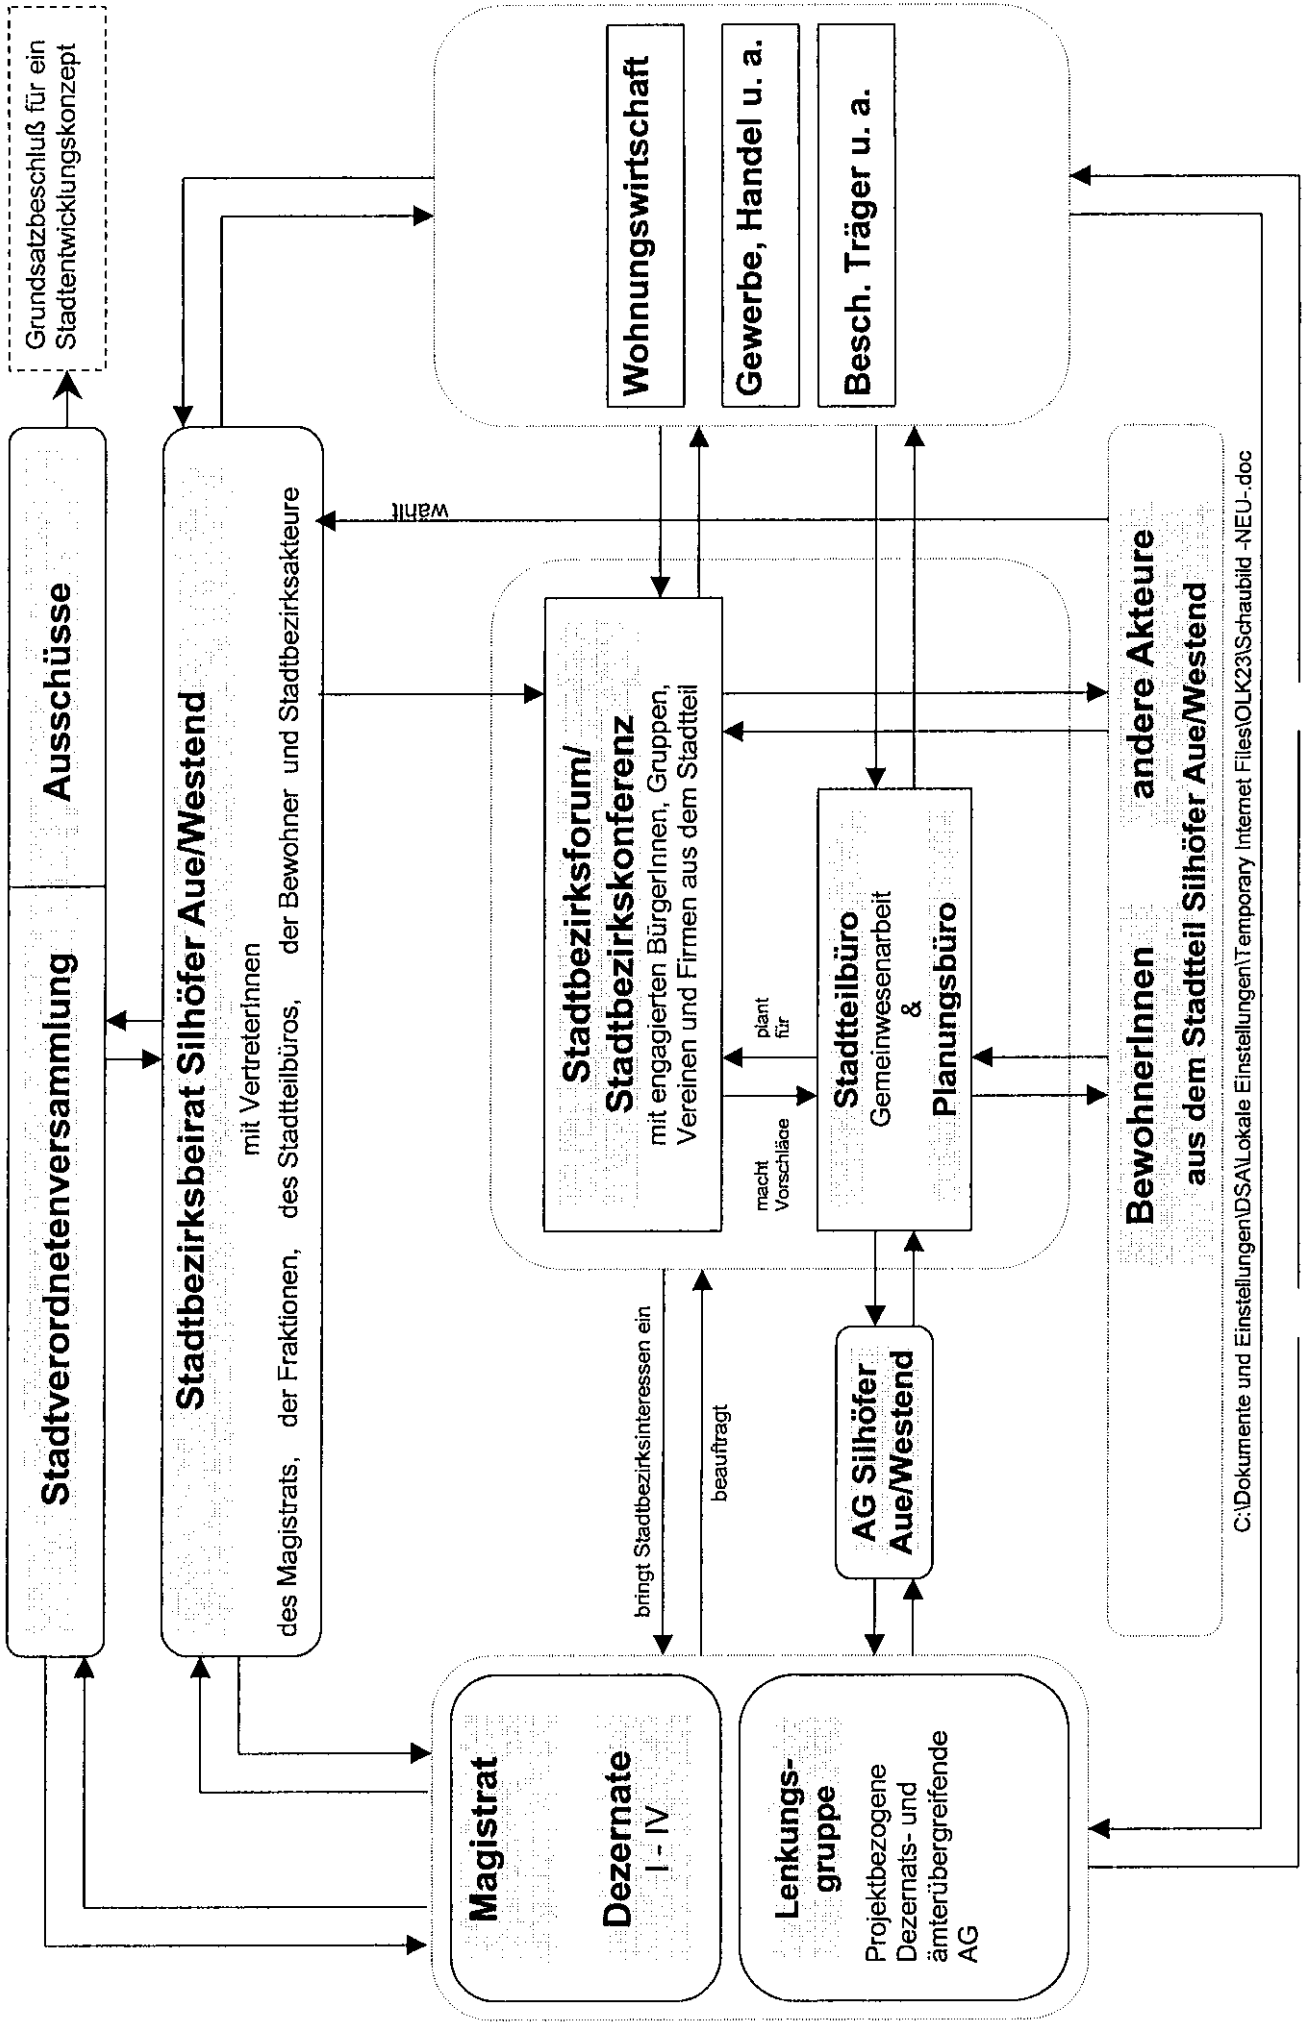 Stadtverordnetenversammlung
Ausschüsse
Grundsatzbeschluß für ein
Stadtentwicklungskonzept
Stadtbezirksbeirat Silhöfer Aue/Westend
mit VertreterInnen
des Magistrats, der Fraktionen, des Stadtteilbüros, der Bewohner und Stadtbezirksakteure
wählt
Magistrat
Dezernate
I - IV
Lenkungs-
gruppe
Projektbezogene
Dezernats- und
ämterübergreifende
AG
bringt Stadtbezirksinteressen ein
beauftragt
AG Silhöfer
Aue/Westend
Stadtbezirksforum/
Stadtbezirkskonferenz
mit engagierten BürgerInnen, Gruppen,
Vereinen und Firmen aus dem Stadtteil
macht
Vorschläge
plant
für
Stadtteilbüro
Gemeinwesenarbeit
&
Planungsbüro
Wohnungswirtschaft
Gewerbe, Handel u. a.
Besch. Träger u. a.
BewohnerInnen
andere Akteure
aus dem Stadtteil Silhöfer Aue/Westend
C:\Dokumente und Einstellungen\DSA\Lokale Einstellungen\Temporary Internet Files\OLK23\Schaubild -NEU-.doc